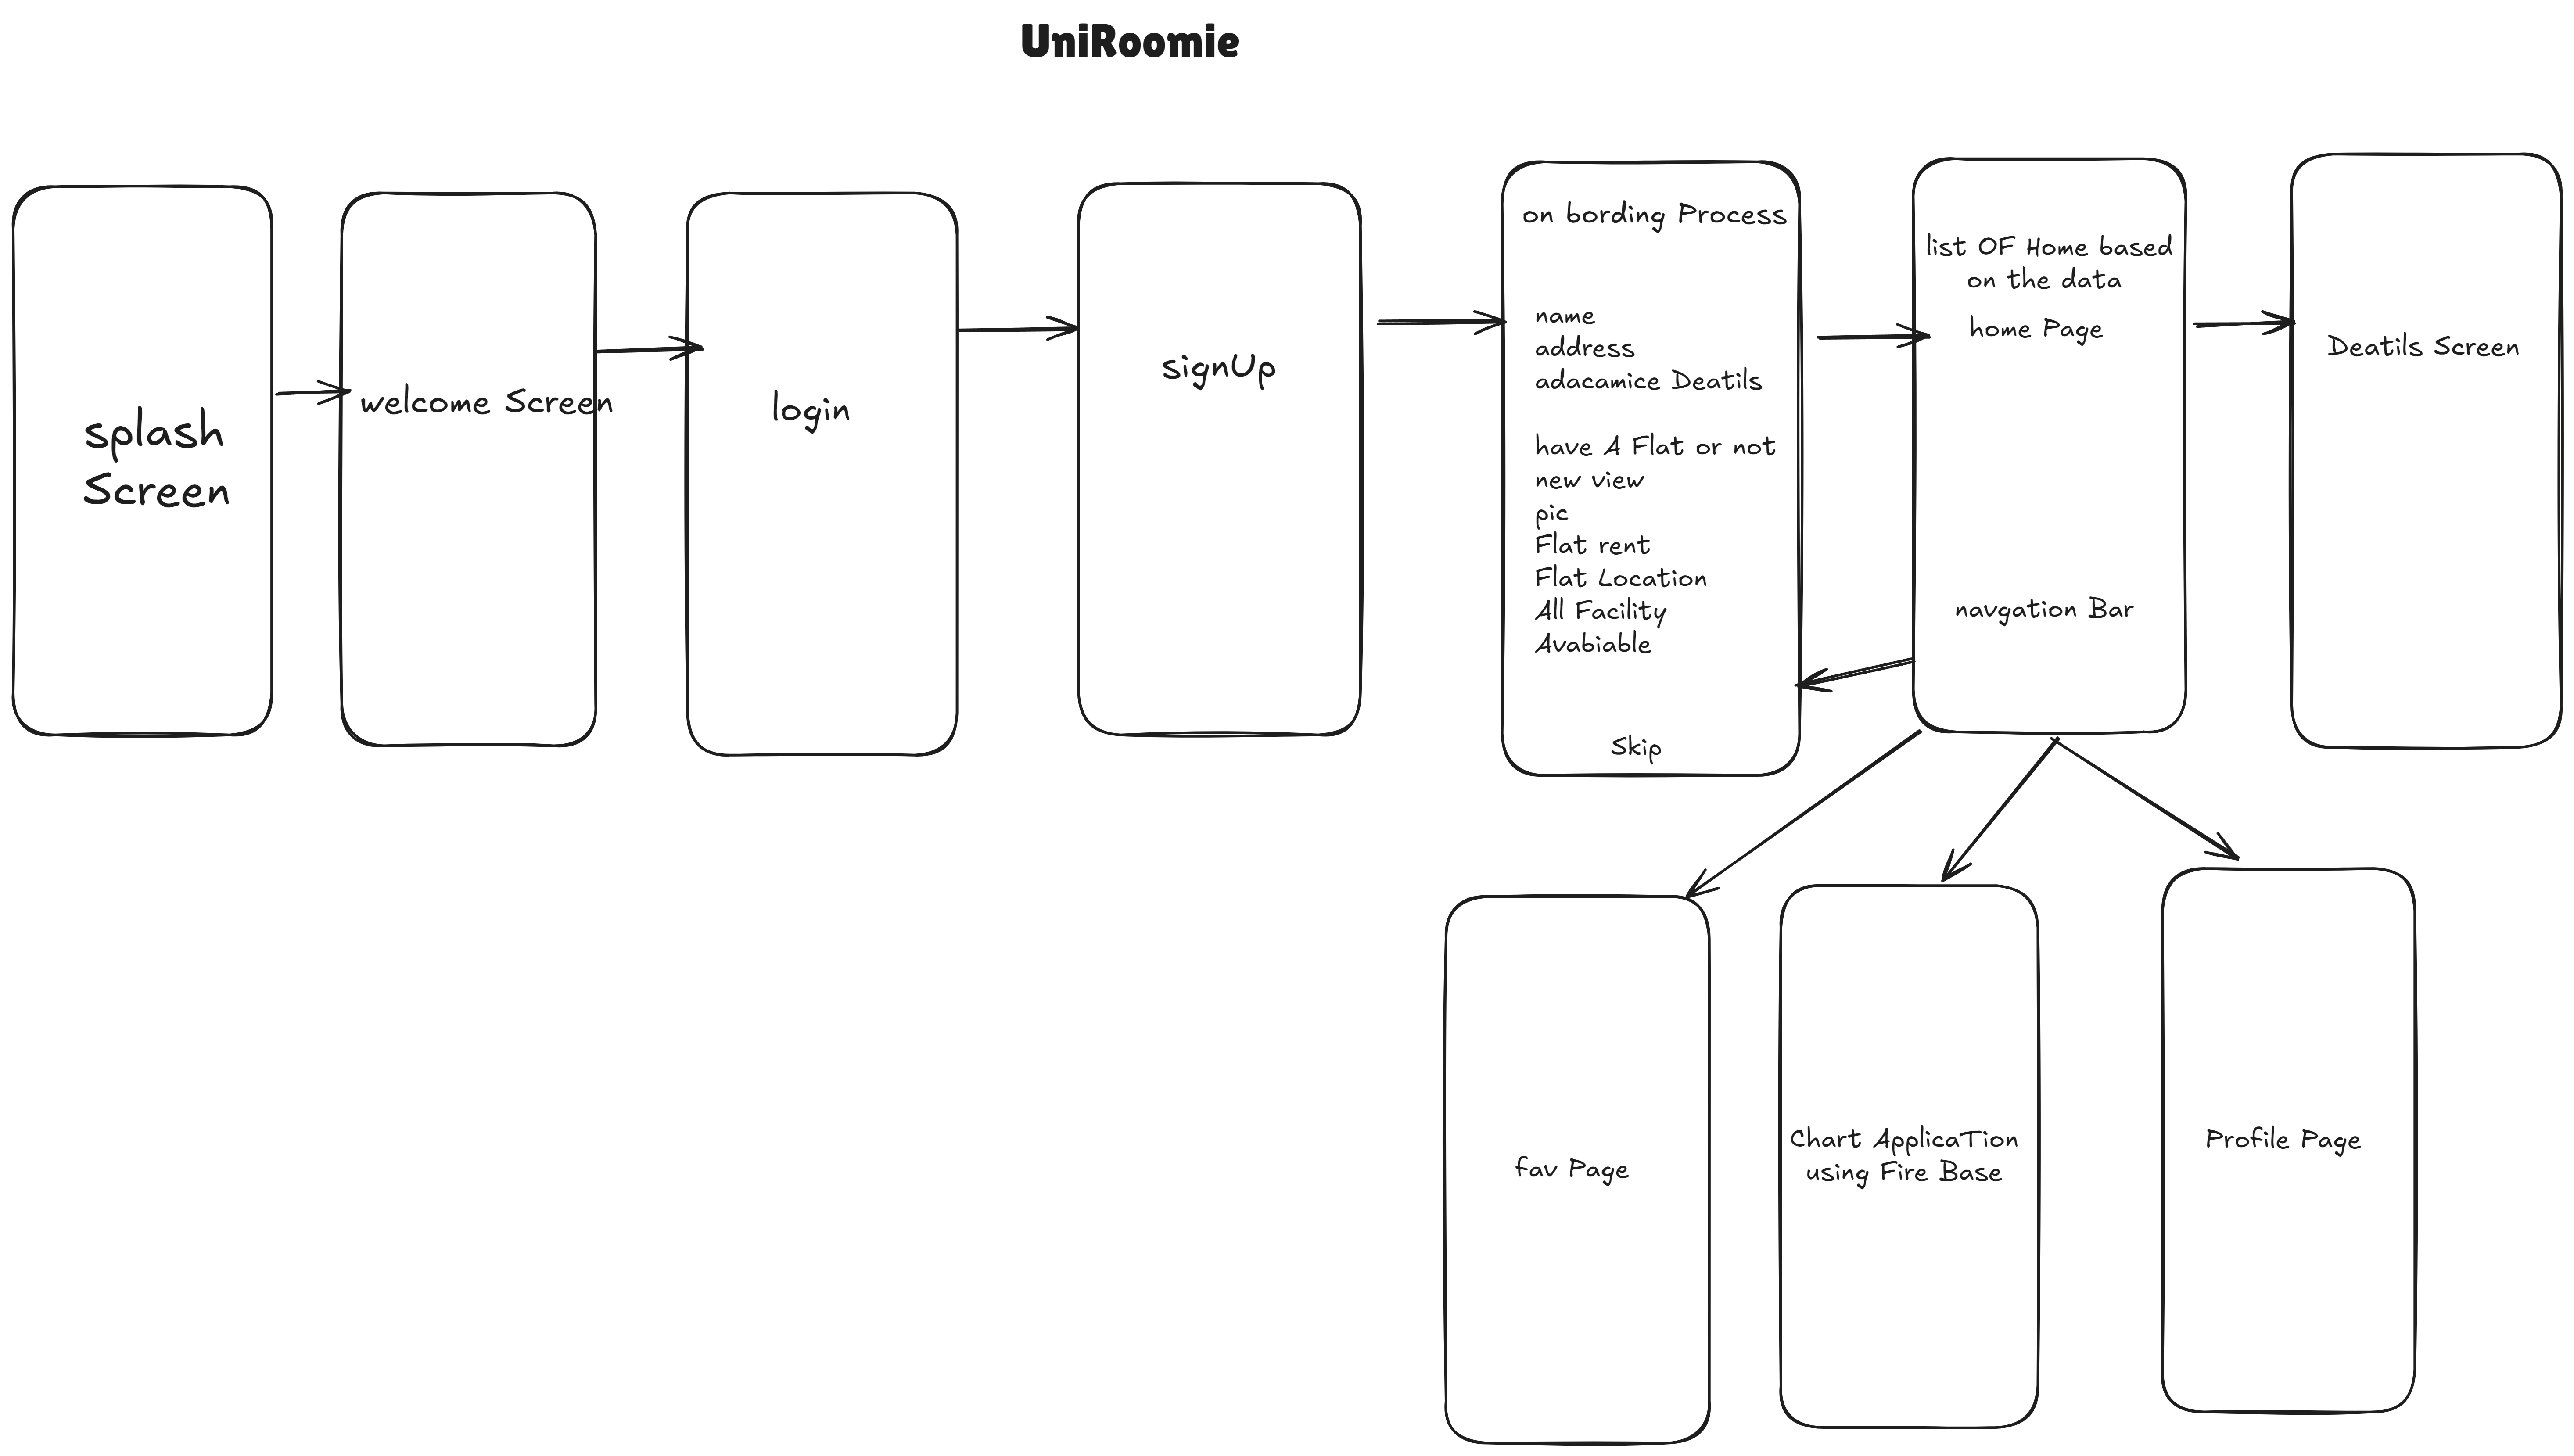 UniRoomie
splash
Screen
welcome Screen
login
signUp
on bording Process
name
address
adacamice Deatils
have A Flat or not
new view
pic
Flat rent
Flat Location
All Facility
Avabiable
Skip
list OF Home based
on the data
home Page
navgation Bar
Deatils Screen
fav Page
Chart ApplicaTion
using Fire Base
Profile Page